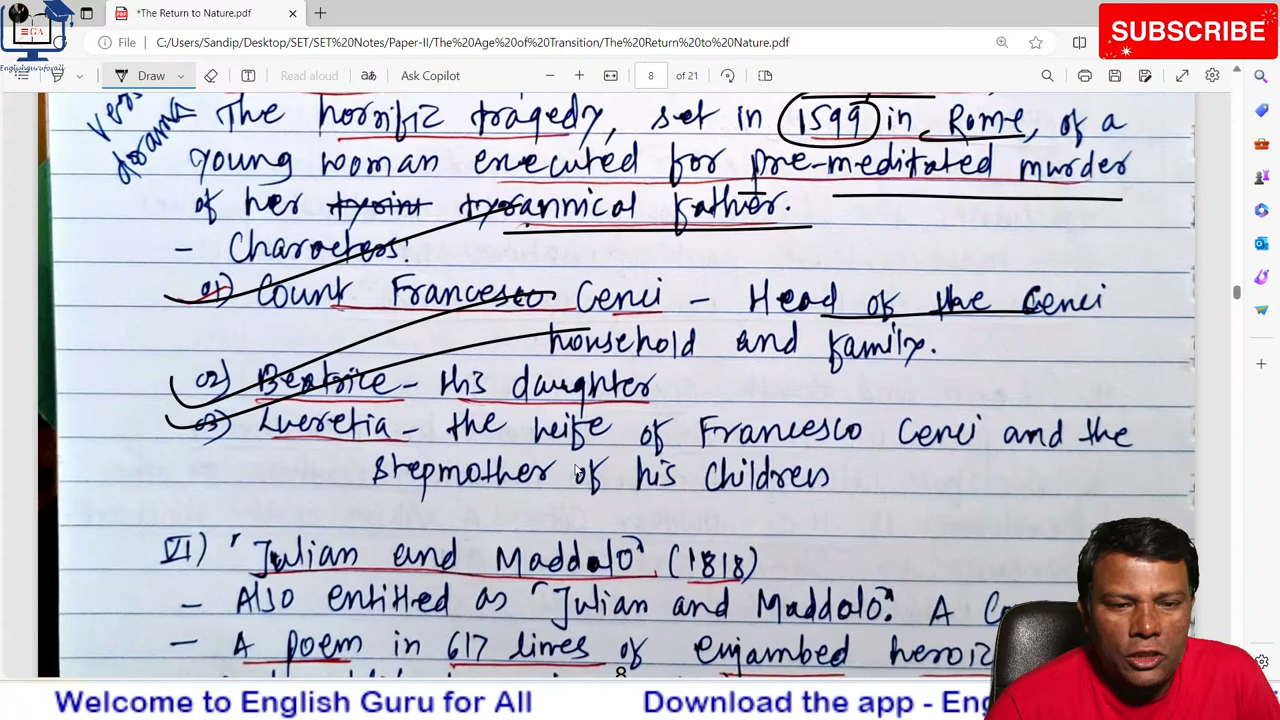 *The Return to Nature.pdf
SUBSCRIBE
EGA
Englishguruforall
File C:/Users/Sandip/Desktop/SET/SET%20Notes/Paper-II/The%20Age%20of%20Transition/The%20Return%20to%20Nature.pdf
Draw Read aloud Ask Copilot 8 of 21
drama
The horrific tragedy, set in 1599 in Rome, of a
young woman executed for pre-meditated murder
of her tyrannical father.
- Characters:
01) Count Francesco Cenci - Head of the Cenci
household and family.
02) Beatrice - His daughter
03) Lucretia - the wife of Francesco Cenci and the
stepmother of his children
VI) 'Julian and Maddalo' (1818)
- Also entitled as 'Julian and Maddalo: A Co
- A poem in 617 lines of enjambed heroic
8
Welcome to English Guru for All Download the app - Eng